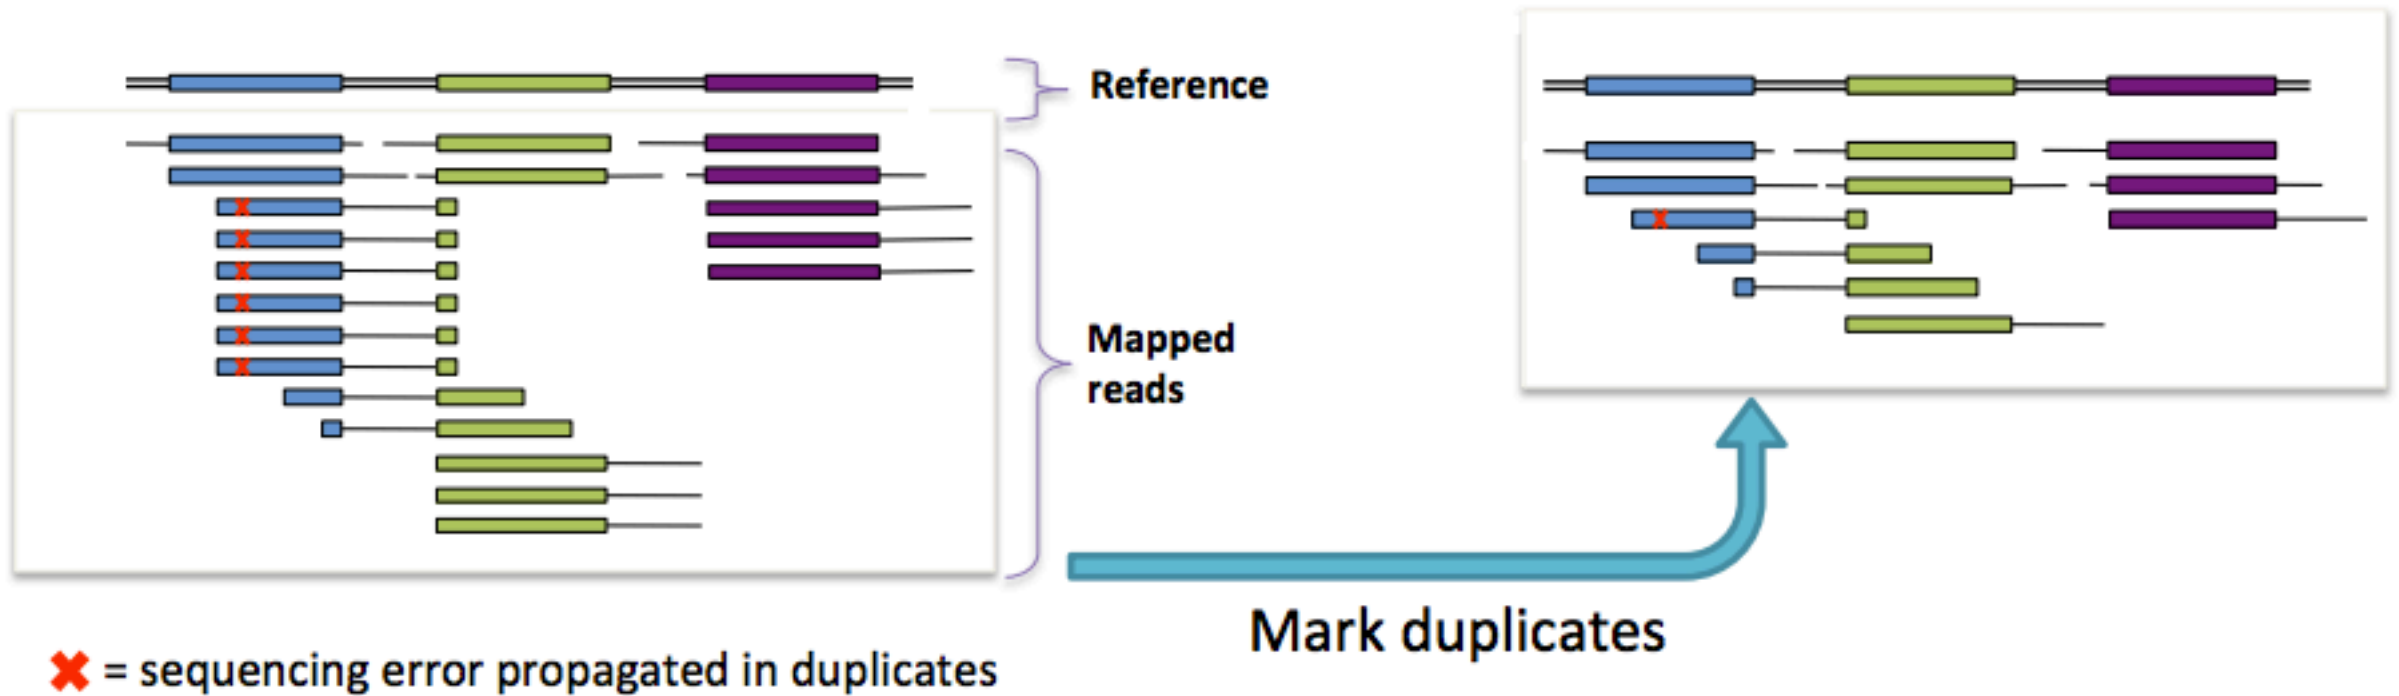 Reference
Mapped
reads
Mark duplicates
= sequencing error propagated in duplicates